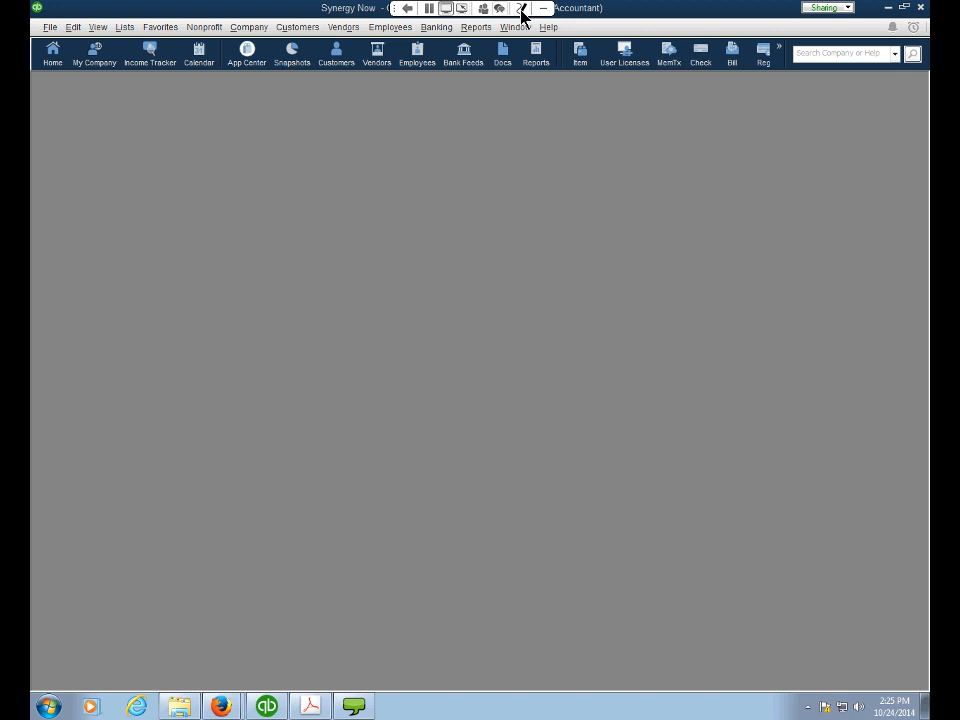 Synergy Now - Accountant)
Sharing
File Edit View Lists Favorites Nonprofit Company Customers Vendors Employees Banking Reports Window Help
Home My Company Income Tracker Calendar App Center Snapshots Customers Vendors Employees Bank Feeds Docs Reports Item User Licenses MemTx Check Bill Reg » Search Company or Help
qb
2:25 PM
10/24/2014